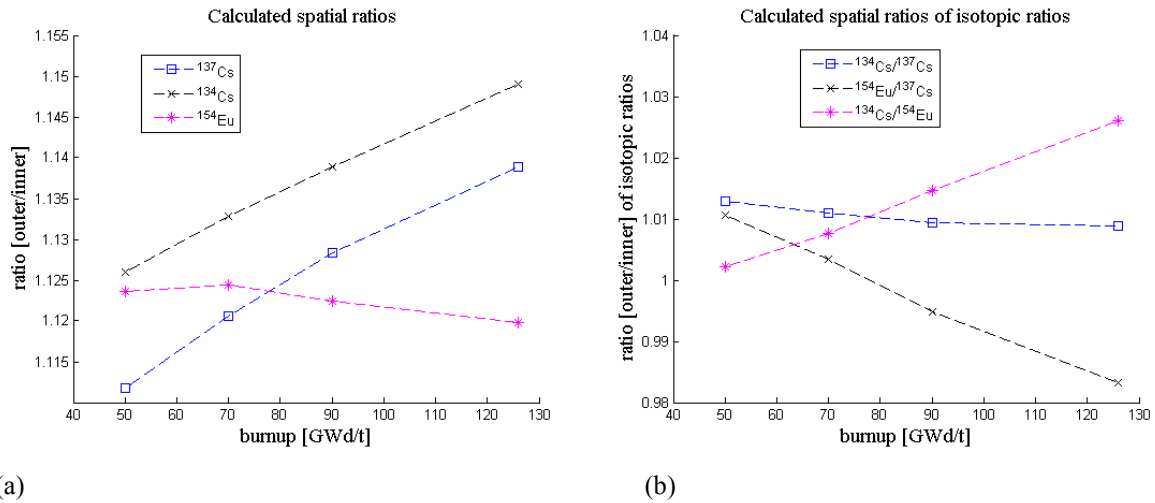 Calculated spatial ratios
1.155
1.15
1.145
1.14
1.135
1.13
1.125
1.12
1.115
ratio [outer/inner]
¹³⁷Cs
¹³⁴Cs
¹⁵⁴Eu
40 50 60 70 80 90 100 110 120 130
burnup [GWd/t]
(a)
Calculated spatial ratios of isotopic ratios
1.04
1.03
1.02
1.01
1
0.99
0.98
ratio [outer/inner] of isotopic ratios
¹³⁴Cs/¹³⁷Cs
¹⁵⁴Eu/¹³⁷Cs
¹³⁴Cs/¹⁵⁴Eu
40 50 60 70 80 90 100 110 120 130
burnup [GWd/t]
(b)